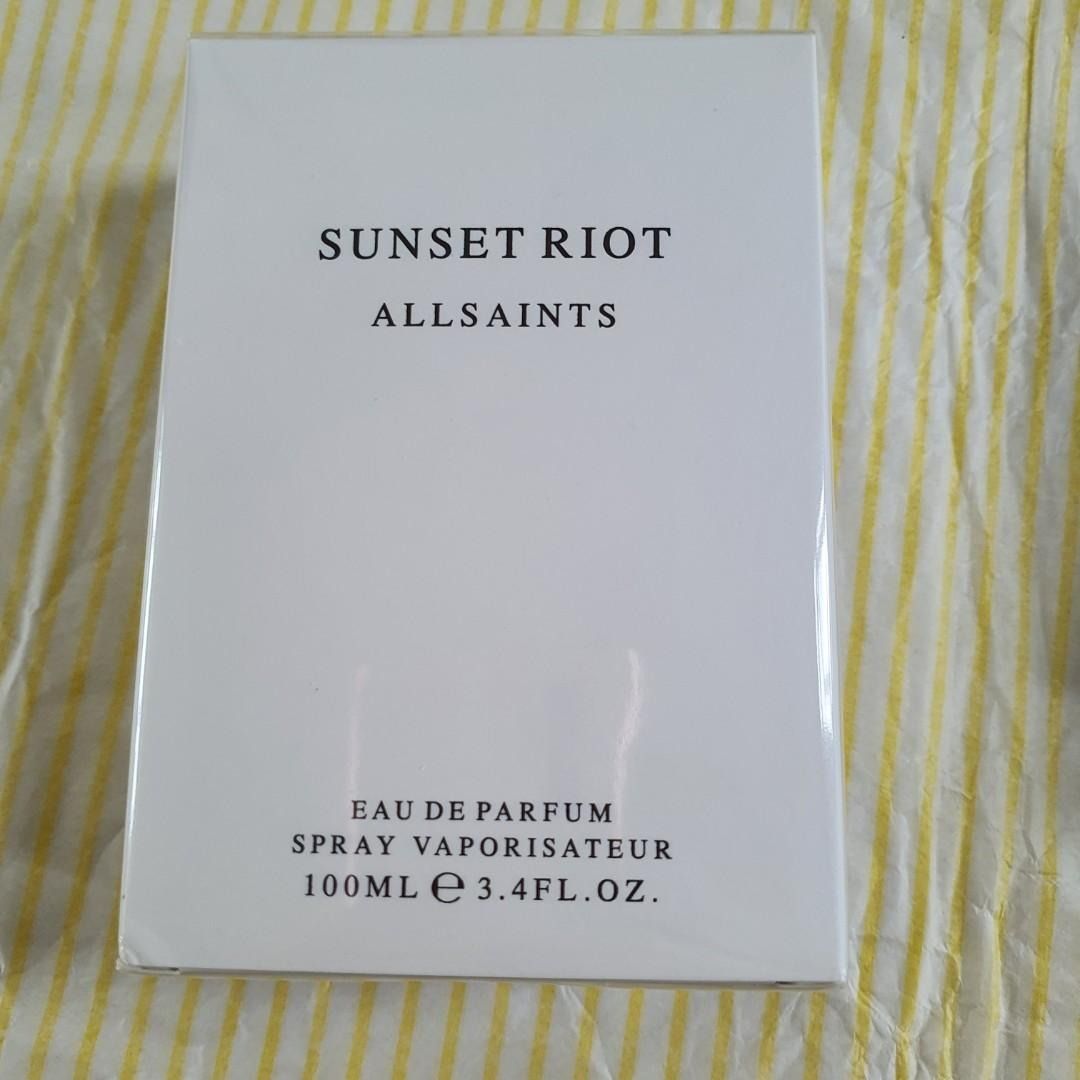 SUNSET RIOT
ALLSAINTS
EAU DE PARFUM
SPRAY VAPORISATEUR
100ML ℮ 3.4FL.OZ.